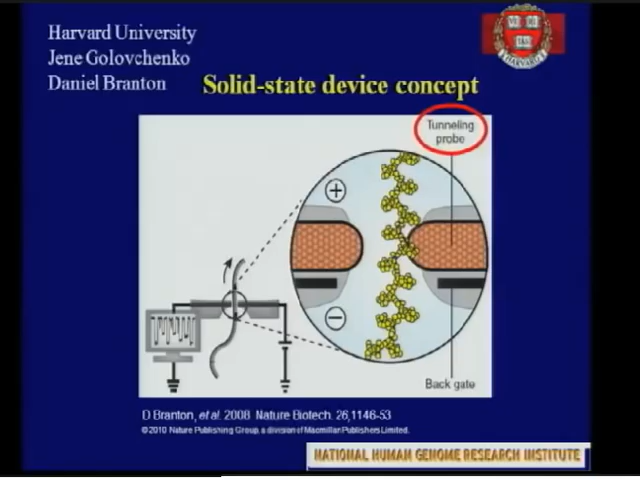 Harvard University
Jene Golovchenko
Daniel Branton
Solid-state device concept
HARVARD
Tunneling
probe
+
−
Back gate
D Branton, et al. 2008 Nature Biotech. 26,1146-53
©2010 Nature Publishing Group, a division of Macmillan Publishers Limited.
NATIONAL HUMAN GENOME RESEARCH INSTITUTE